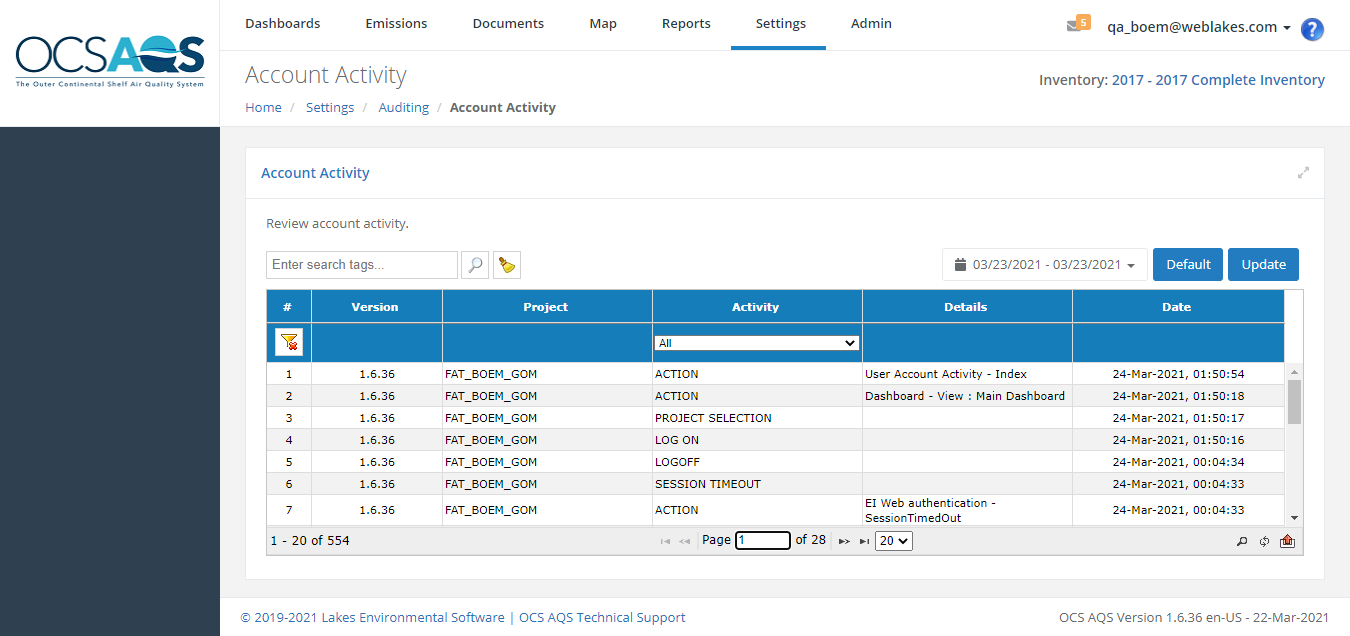 OCSAQS
The Outer Continental Shelf Air Quality System
Dashboards Emissions Documents Map Reports Settings Admin
5 qa_boem@weblakes.com ?
Account Activity
Inventory: 2017 - 2017 Complete Inventory
Home / Settings / Auditing / Account Activity
Account Activity
Review account activity.
Enter search tags...
03/23/2021 - 03/23/2021 Default Update
# Version Project Activity Details Date
All
1 1.6.36 FAT_BOEM_GOM ACTION User Account Activity - Index 24-Mar-2021, 01:50:54
2 1.6.36 FAT_BOEM_GOM ACTION Dashboard - View : Main Dashboard 24-Mar-2021, 01:50:18
3 1.6.36 FAT_BOEM_GOM PROJECT SELECTION 24-Mar-2021, 01:50:17
4 1.6.36 FAT_BOEM_GOM LOG ON 24-Mar-2021, 01:50:16
5 1.6.36 FAT_BOEM_GOM LOGOFF 24-Mar-2021, 00:04:34
6 1.6.36 FAT_BOEM_GOM SESSION TIMEOUT 24-Mar-2021, 00:04:33
7 1.6.36 FAT_BOEM_GOM ACTION EI Web authentication - SessionTimedOut 24-Mar-2021, 00:04:33
1 - 20 of 554 Page 1 of 28 20
© 2019-2021 Lakes Environmental Software | OCS AQS Technical Support
OCS AQS Version 1.6.36 en-US - 22-Mar-2021